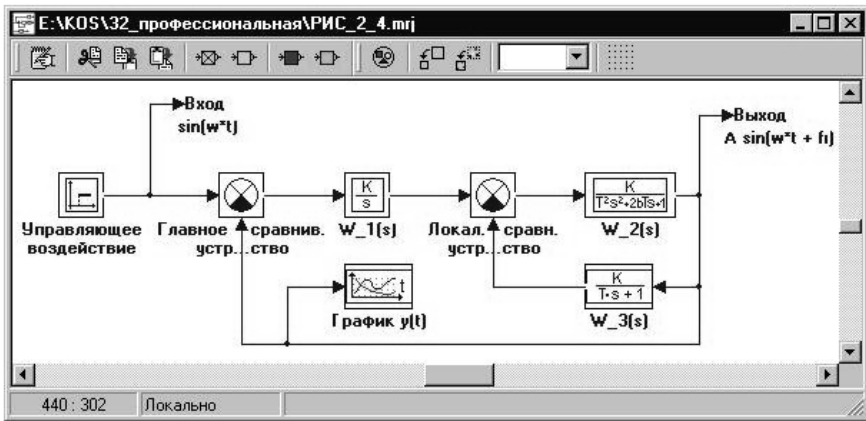 E:\KOS\32_профессиональная\РИС_2_4.mrj
Вход
sin(w*t)
Выход
A sin(w*t + fi)
K
s
K
T²s²+2bTs+1
Управляющее
воздействие
Главное сравнив.
устр...ство
W_1(s)
Локал. сравн.
устр...ство
W_2(s)
t
График y(t)
K
T·s + 1
W_3(s)
440 : 302
Локально